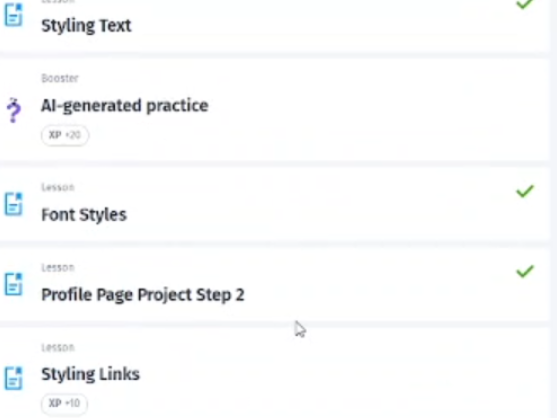 Lesson
Styling Text
Booster
AI-generated practice
XP +20
Lesson
Font Styles
Lesson
Profile Page Project Step 2
Lesson
Styling Links
XP +10